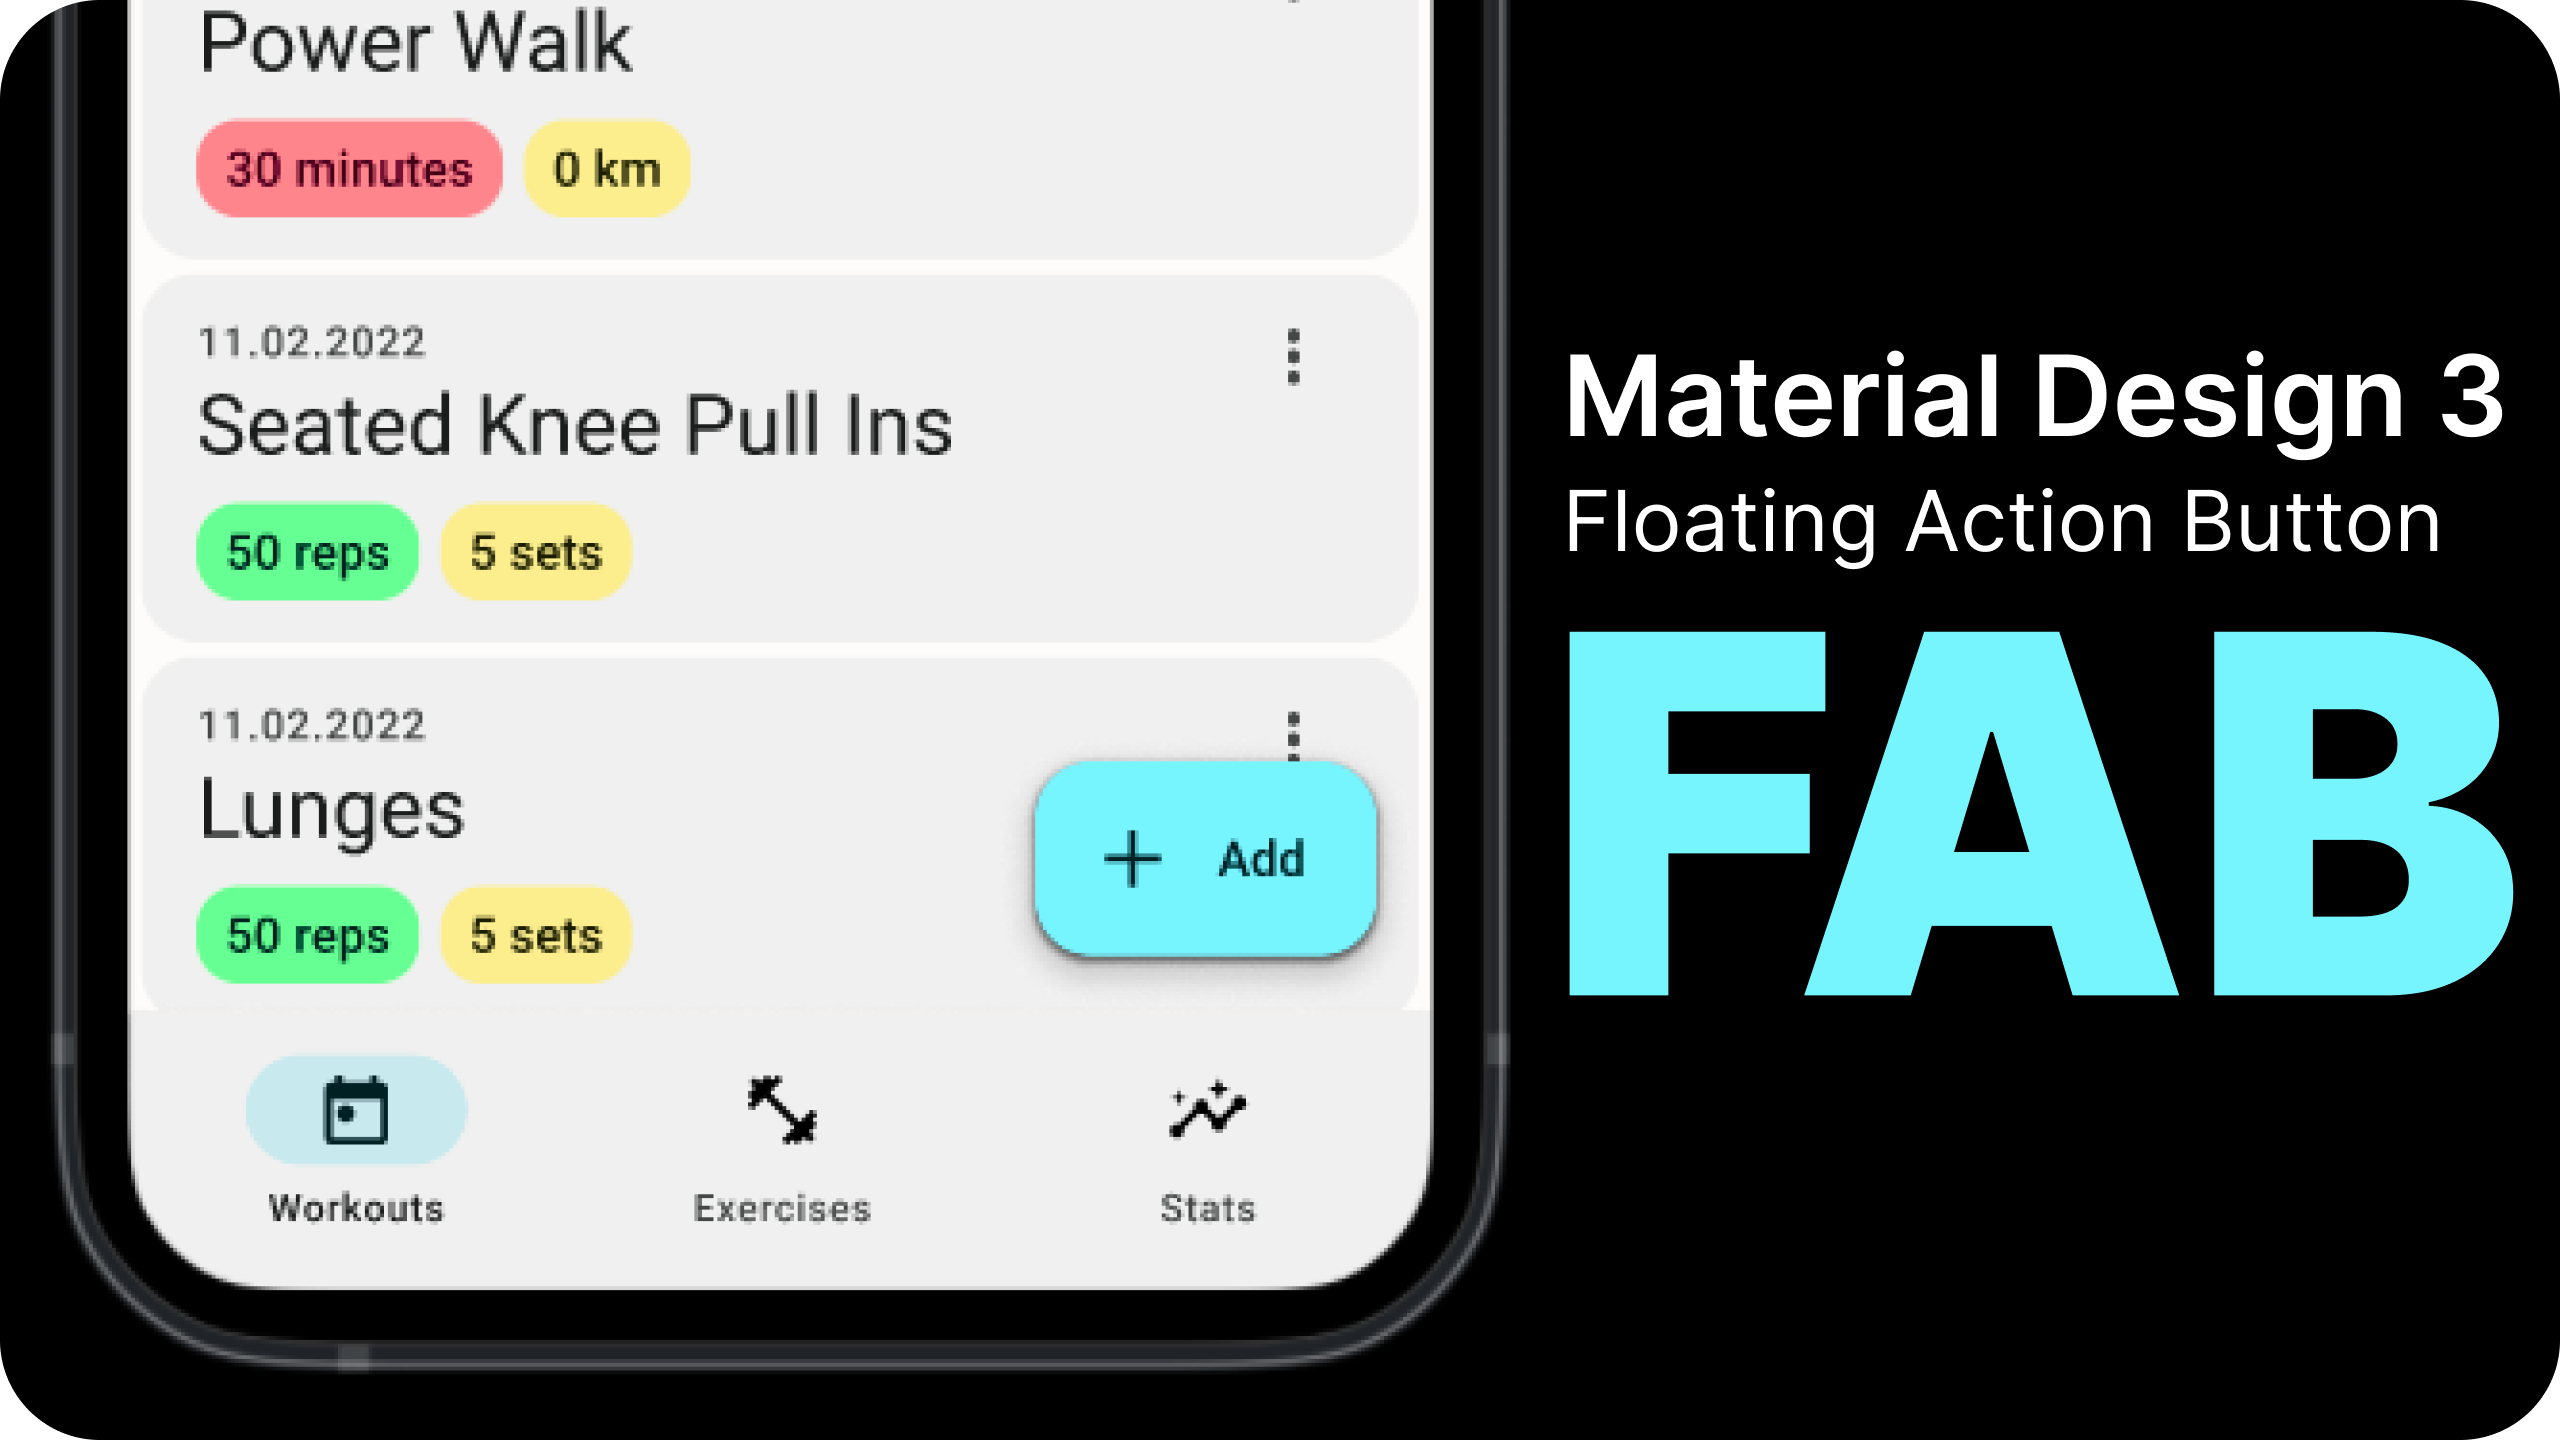 Power Walk
30 minutes 0 km
11.02.2022
Seated Knee Pull Ins
50 reps 5 sets
11.02.2022
Lunges
50 reps 5 sets
Add
Workouts Exercises Stats
Material Design 3
Floating Action Button
FAB